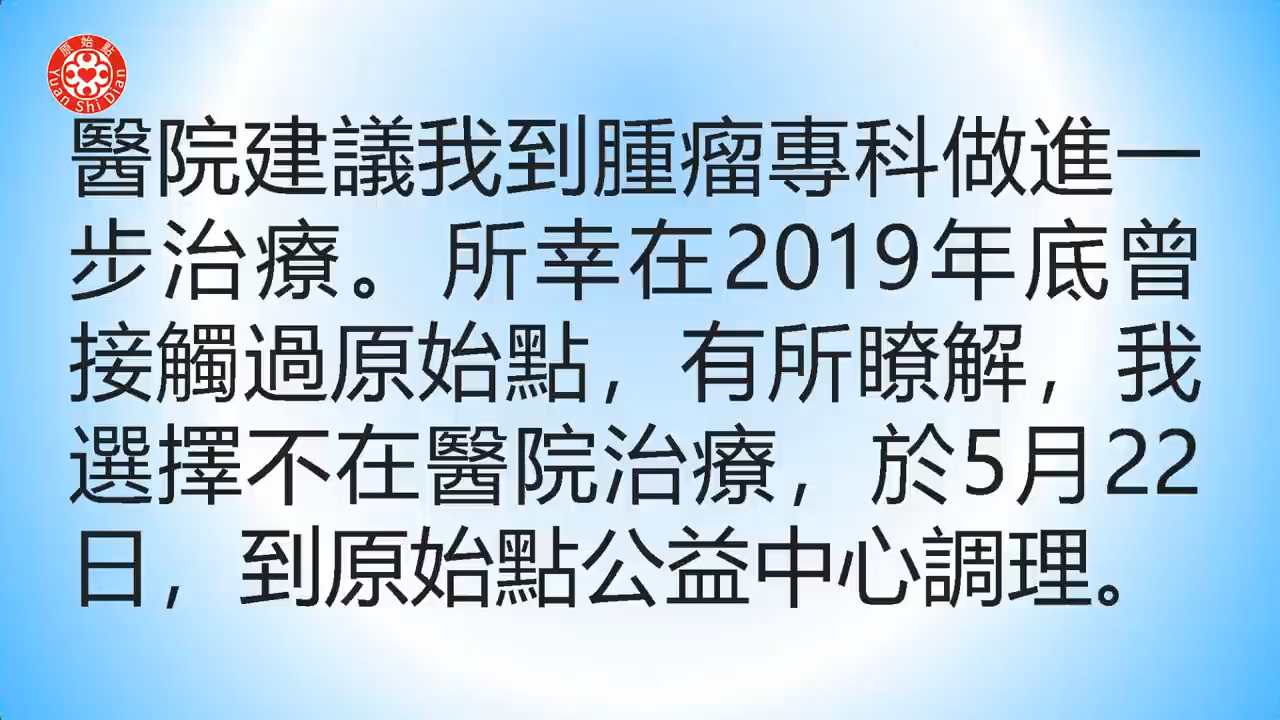 原始點
Yuan Shi Dian
醫院建議我到腫瘤專科做進一
步治療。所幸在2019年底曾
接觸過原始點，有所瞭解，我
選擇不在醫院治療，於5月22
日，到原始點公益中心調理。